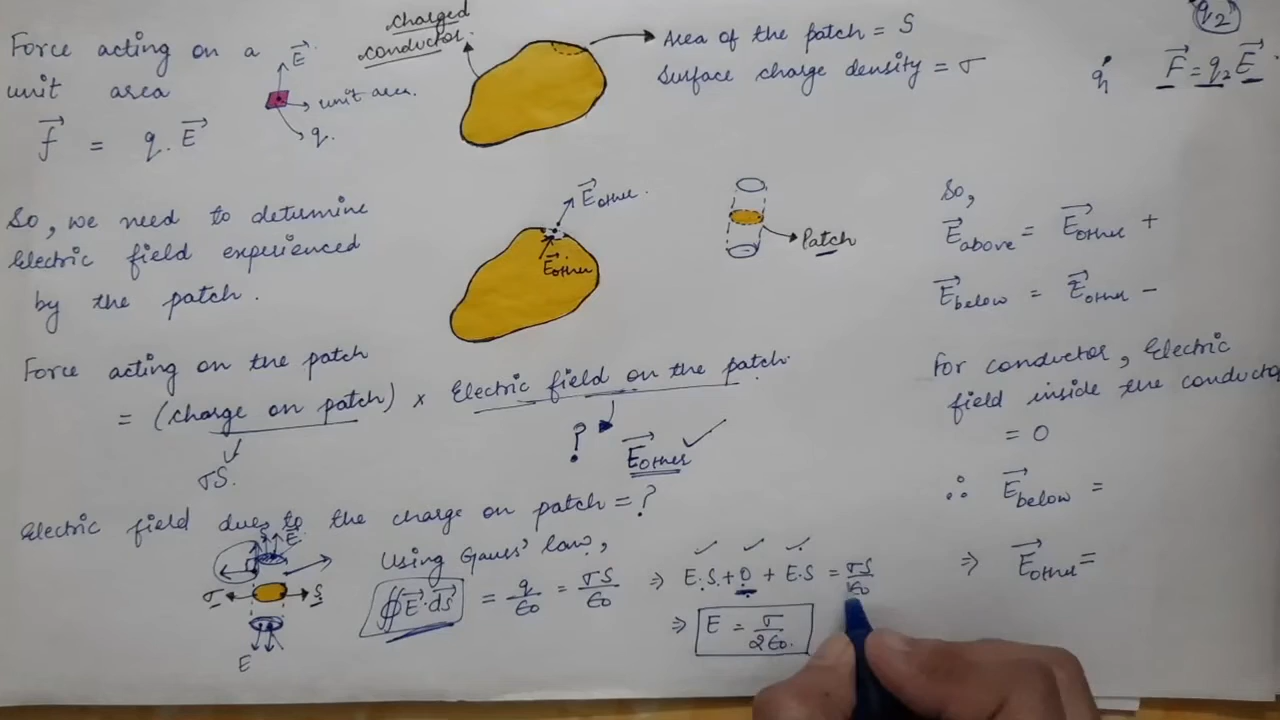 Force acting on a
unit area
f⃗ = q. E⃗
E⃗
unit area.
q.
charged
conductor.
Area of the patch = S
Surface charge density = σ
q₂
q₁
F⃗ = q₂E⃗
So, we need to determine
Electric field experienced
by the patch.
E⃗other
E⃗other
Patch
So,
E⃗above = E⃗other +
E⃗below = E⃗other −
Force acting on the patch
= (charge on patch) × Electric field on the patch.
σS.
?
E⃗other ✓
For conductor, Electric
field inside the conductor
= 0
∴ E⃗below =
⇒ E⃗other =
Electric field due to the charge on patch = ?
S
E⃗
σ
S
E
Using Gauss' law,
∯E⃗·ds⃗ = q/ε₀ = σS/ε₀
⇒ E.S. + 0 + E.S = σS/ε₀
⇒ E = σ/2ε₀.